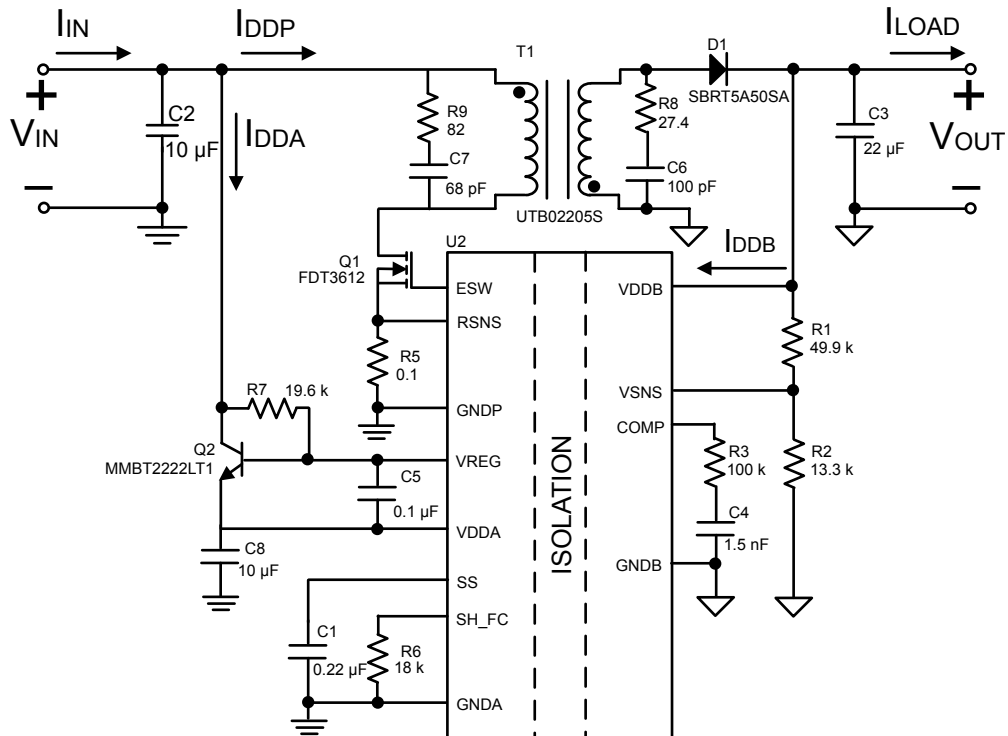 IIN
IDDP
ILOAD
T1
D1
SBRT5A50SA
+
VIN
−
C2
10 µF
IDDA
R9
82
C7
68 pF
R8
27.4
C6
100 pF
C3
22 µF
+
VOUT
−
UTB02205S
U2
IDDB
Q1
FDT3612
ESW
VDDB
RSNS
R1
49.9 k
R5
0.1
R7
19.6 k
VSNS
GNDP
COMP
Q2
MMBT2222LT1
VREG
R3
100 k
R2
13.3 k
C5
0.1 µF
ISOLATION
C4
1.5 nF
VDDA
C8
10 µF
GNDB
SS
SH_FC
C1
0.22 µF
R6
18 k
GNDA